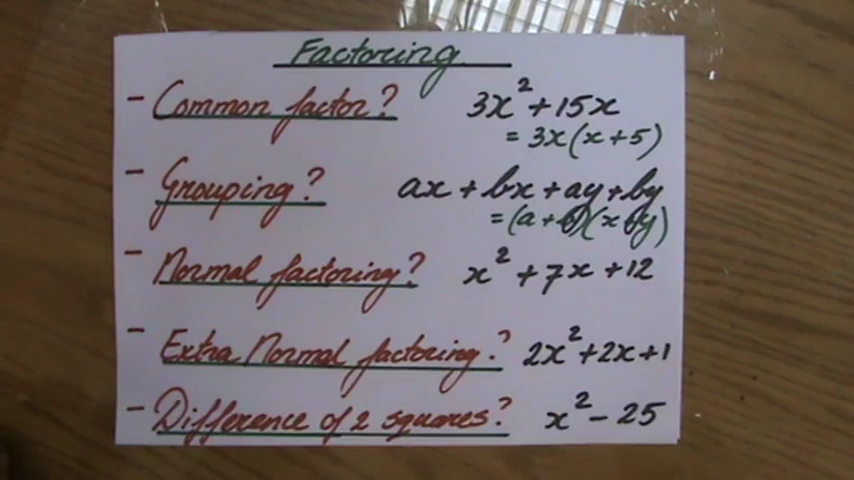 Factoring
- Common factor? 3x² + 15x
= 3x(x+5)
- Grouping? ax + bx + ay + by
= (a+b)(x+y)
- Normal factoring? x² + 7x + 12
- Extra Normal factoring? 2x² + 2x + 1
- Difference of 2 squares? x² - 25